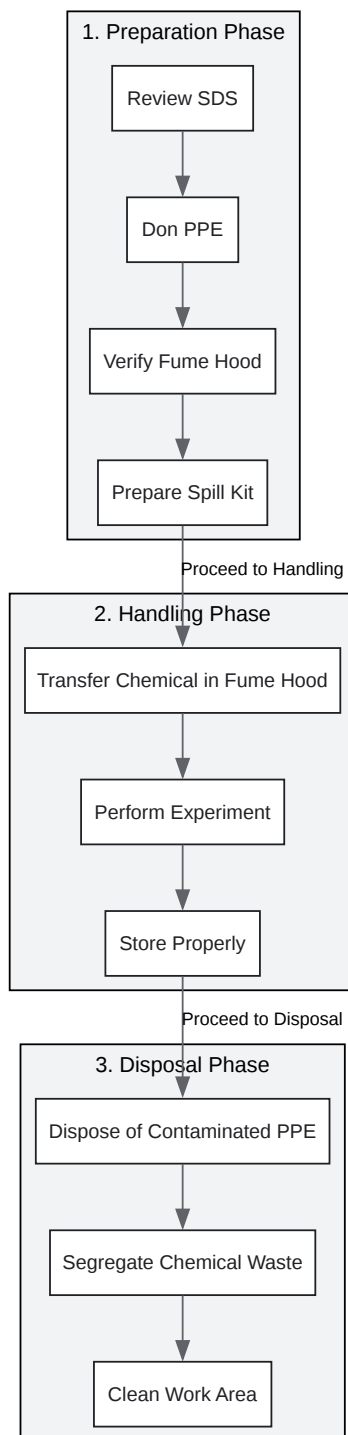 1. Preparation Phase
Review SDS
Don PPE
Verify Fume Hood
Prepare Spill Kit
Proceed to Handling
2. Handling Phase
Transfer Chemical in Fume Hood
Perform Experiment
Store Properly
Proceed to Disposal
3. Disposal Phase
Dispose of Contaminated PPE
Segregate Chemical Waste
Clean Work Area